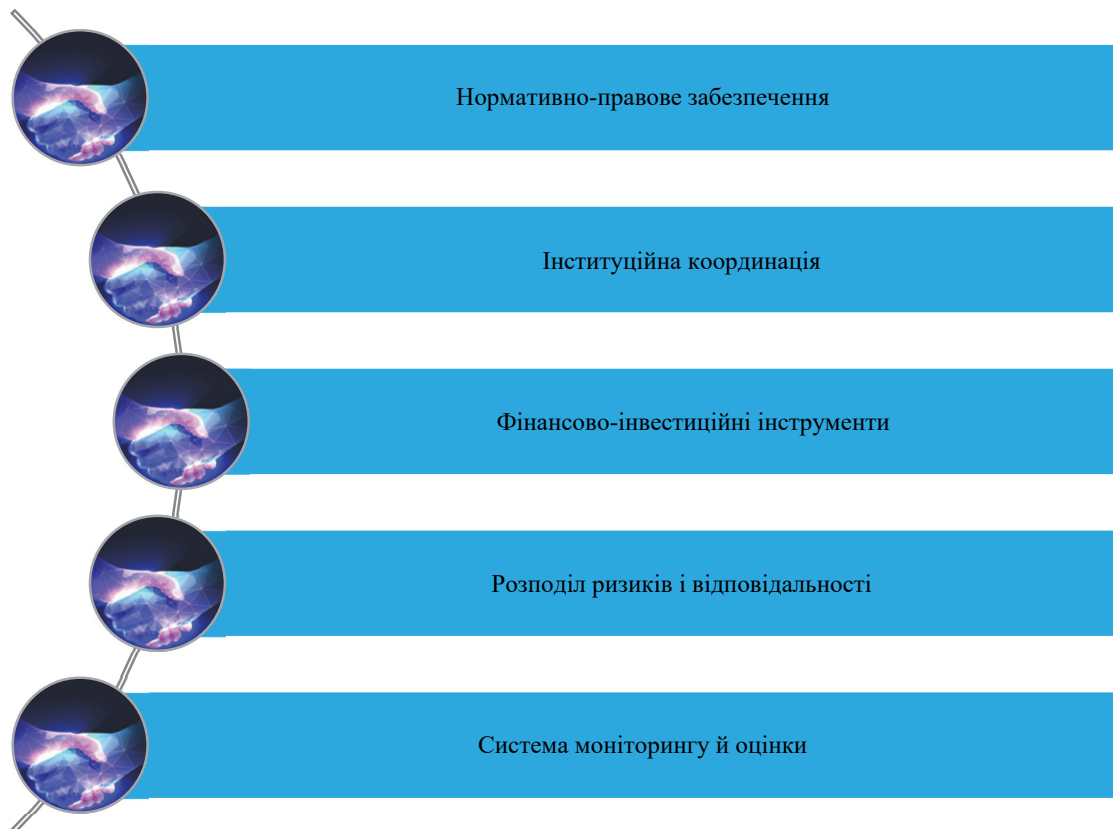 Нормативно-правове забезпечення
Інституційна координація
Фінансово-інвестиційні інструменти
Розподіл ризиків і відповідальності
Система моніторингу й оцінки